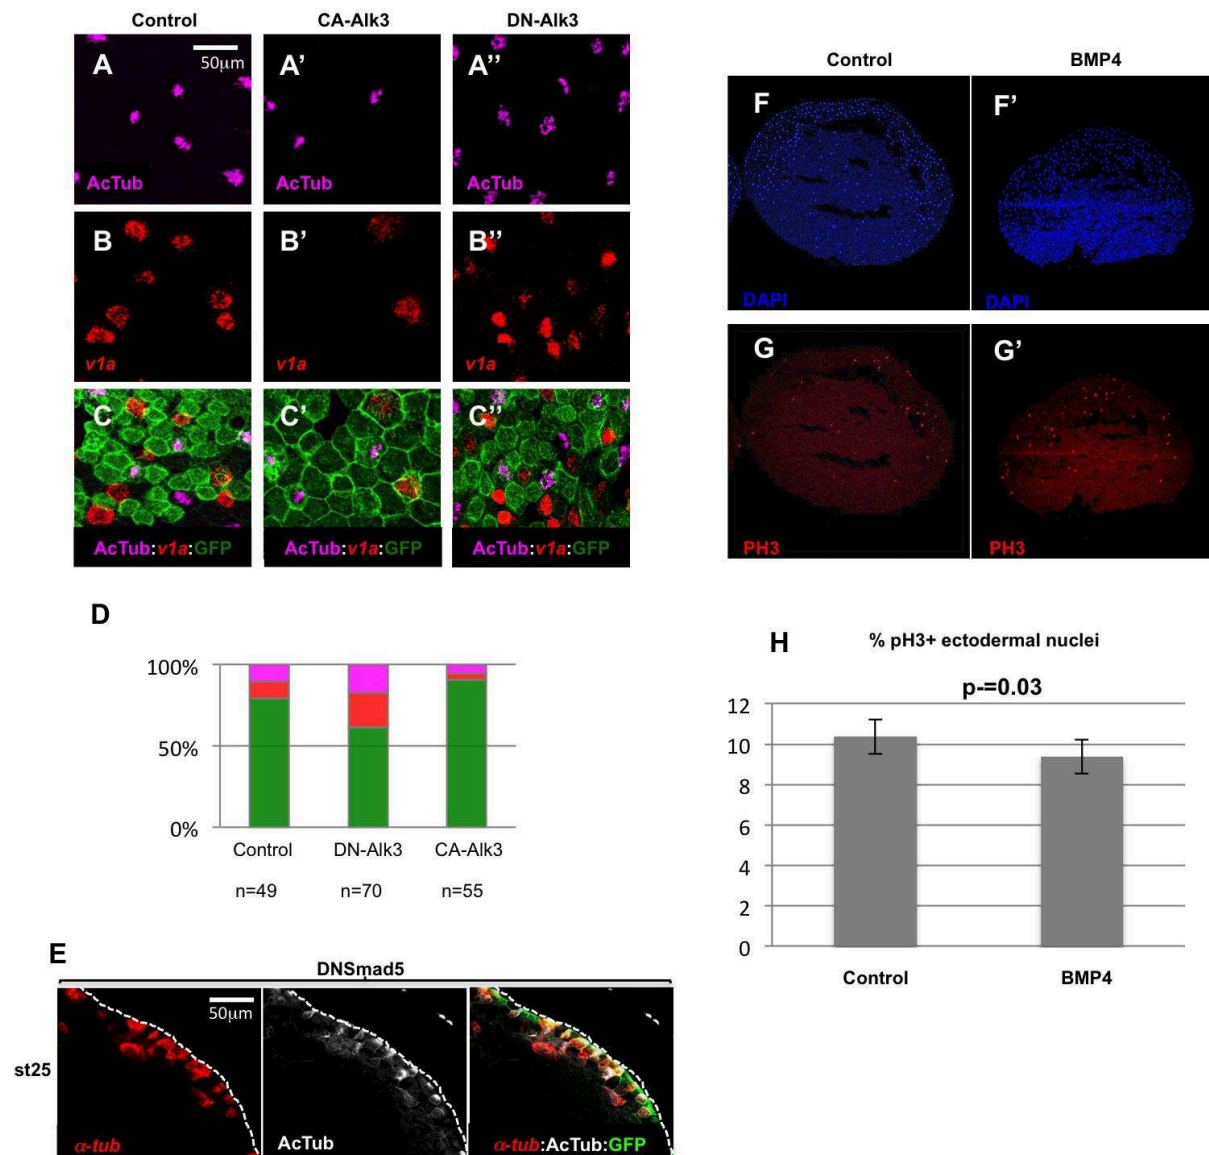 Control CA-Alk3 DN-Alk3
A A’ A’’
50μm
AcTub AcTub
B B’ B’’
v1a v1a
C C’ C’’
AcTub:v1a:GFP AcTub:v1a:GFP AcTub:v1a:GFP
Control BMP4
F F’
DAPI DAPI
G G’
PH3 PH3
D
100%
50%
0%
Control DN-Alk3 CA-Alk3
n=49 n=70 n=55
H % pH3+ ectodermal nuclei
p-=0.03
12
10
8
6
4
2
0
Control BMP4
E DNSmad5
50μm
st25
α-tub AcTub α-tub:AcTub:GFP